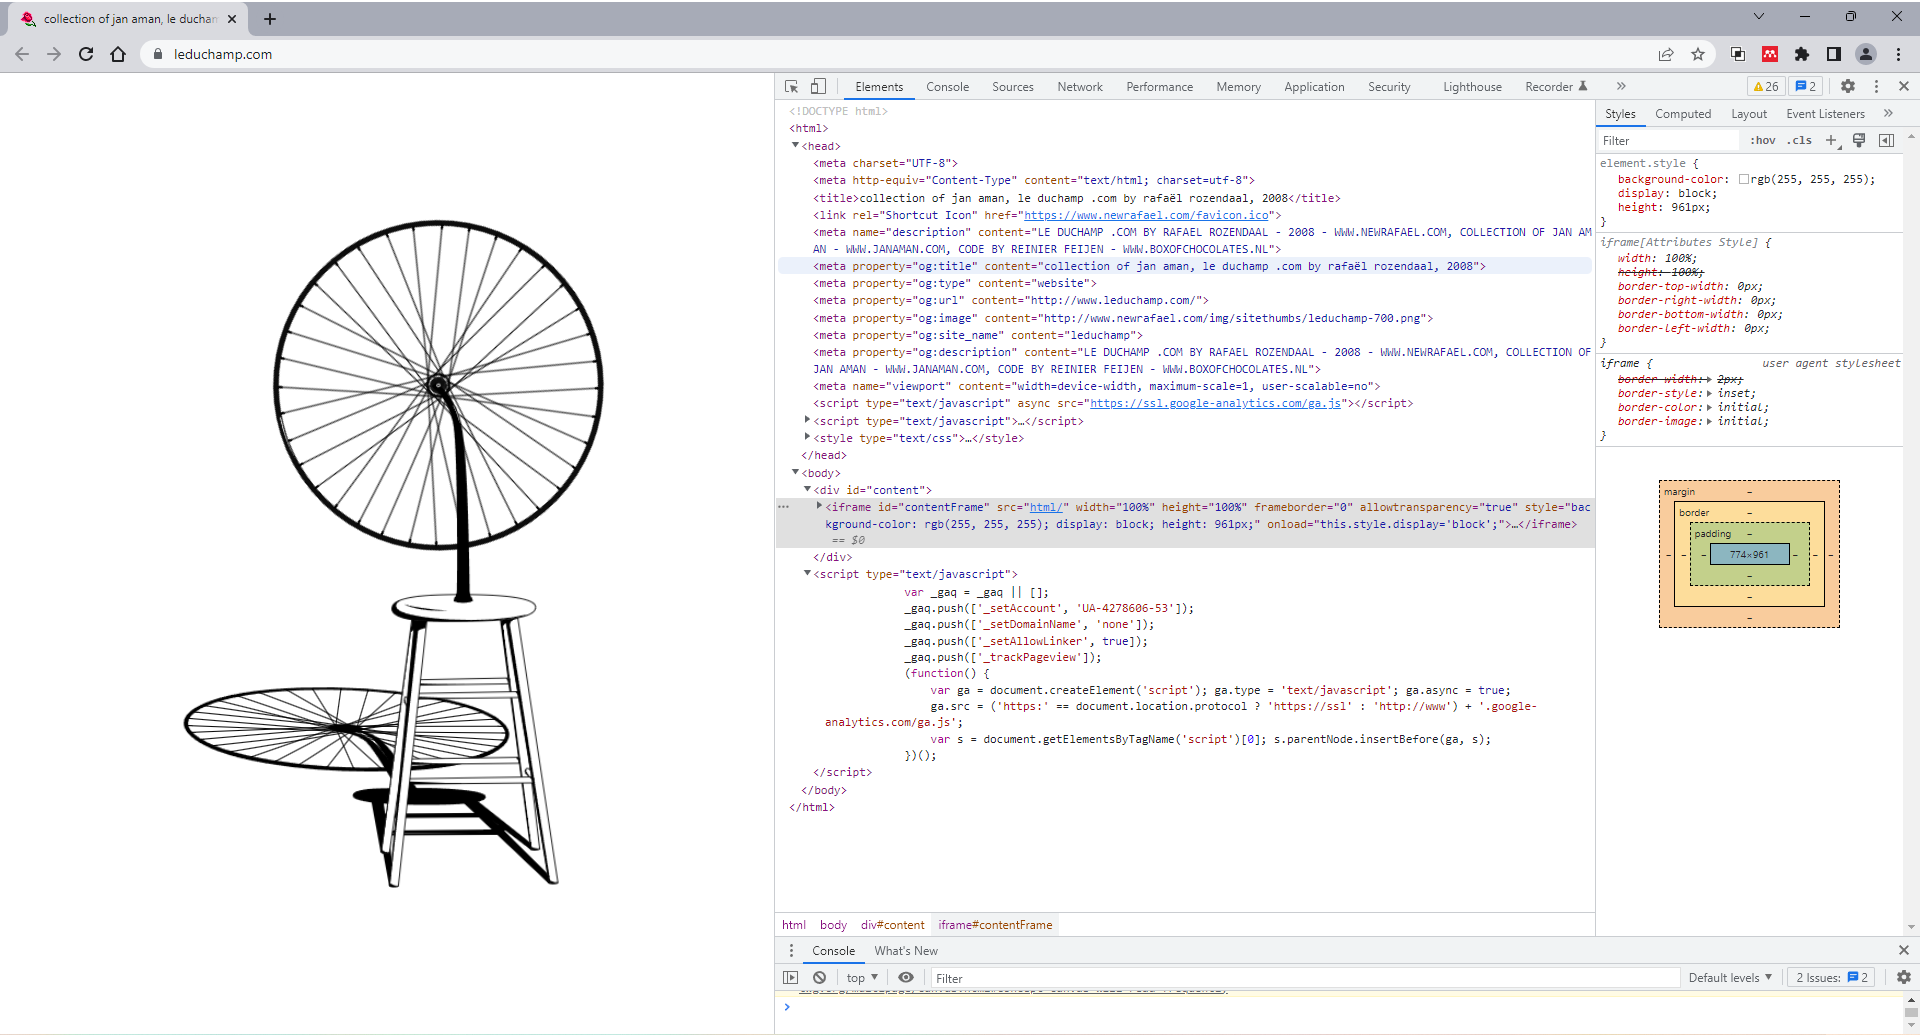 collection of jan aman, le ducham
leduchamp.com
Elements Console Sources Network Performance Memory Application Security Lighthouse Recorder 26 2
<!DOCTYPE html>
<html>
<head>
<meta charset="UTF-8">
<meta http-equiv="Content-Type" content="text/html; charset=utf-8">
<title>collection of jan aman, le duchamp .com by rafaël rozendaal, 2008</title>
<link rel="Shortcut Icon" href="https://www.newrafael.com/favicon.ico">
<meta name="description" content="LE DUCHAMP .COM BY RAFAEL ROZENDAAL - 2008 - WWW.NEWRAFAEL.COM, COLLECTION OF JAN AM
AN - WWW.JANAMAN.COM, CODE BY REINIER FEIJEN - WWW.BOXOFCHOCOLATES.NL">
<meta property="og:title" content="collection of jan aman, le duchamp .com by rafaël rozendaal, 2008">
<meta property="og:type" content="website">
<meta property="og:url" content="http://www.leduchamp.com/">
<meta property="og:image" content="http://www.newrafael.com/img/sitethumbs/leduchamp-700.png">
<meta property="og:site_name" content="leduchamp">
<meta property="og:description" content="LE DUCHAMP .COM BY RAFAEL ROZENDAAL - 2008 - WWW.NEWRAFAEL.COM, COLLECTION OF
JAN AMAN - WWW.JANAMAN.COM, CODE BY REINIER FEIJEN - WWW.BOXOFCHOCOLATES.NL">
<meta name="viewport" content="width=device-width, maximum-scale=1, user-scalable=no">
<script type="text/javascript" async src="https://ssl.google-analytics.com/ga.js"></script>
<script type="text/javascript">…</script>
<style type="text/css">…</style>
</head>
<body>
<div id="content">
<iframe id="contentFrame" src="html/" width="100%" height="100%" frameborder="0" allowtransparency="true" style="bac
kground-color: rgb(255, 255, 255); display: block; height: 961px;" onload="this.style.display='block';">…</iframe>
== $0
</div>
<script type="text/javascript">
var _gaq = _gaq || [];
_gaq.push(['_setAccount', 'UA-4278606-53']);
_gaq.push(['_setDomainName', 'none']);
_gaq.push(['_setAllowLinker', true]);
_gaq.push(['_trackPageview']);
(function() {
var ga = document.createElement('script'); ga.type = 'text/javascript'; ga.async = true;
ga.src = ('https:' == document.location.protocol ? 'https://ssl' : 'http://www') + '.google-
analytics.com/ga.js';
var s = document.getElementsByTagName('script')[0]; s.parentNode.insertBefore(ga, s);
})();
</script>
</body>
</html>
html body div#content iframe#contentFrame
Styles Computed Layout Event Listeners
Filter :hov .cls
element.style {
background-color: rgb(255, 255, 255);
display: block;
height: 961px;
}
iframe[Attributes Style] {
width: 100%;
height: 100%;
border-top-width: 0px;
border-right-width: 0px;
border-bottom-width: 0px;
border-left-width: 0px;
}
iframe { user agent stylesheet
border-width: 2px;
border-style: inset;
border-color: initial;
border-image: initial;
}
margin -
border -
padding -
- - - 774×961 - - -
-
-
-
Console What's New
top Filter Default levels 2 Issues: 2